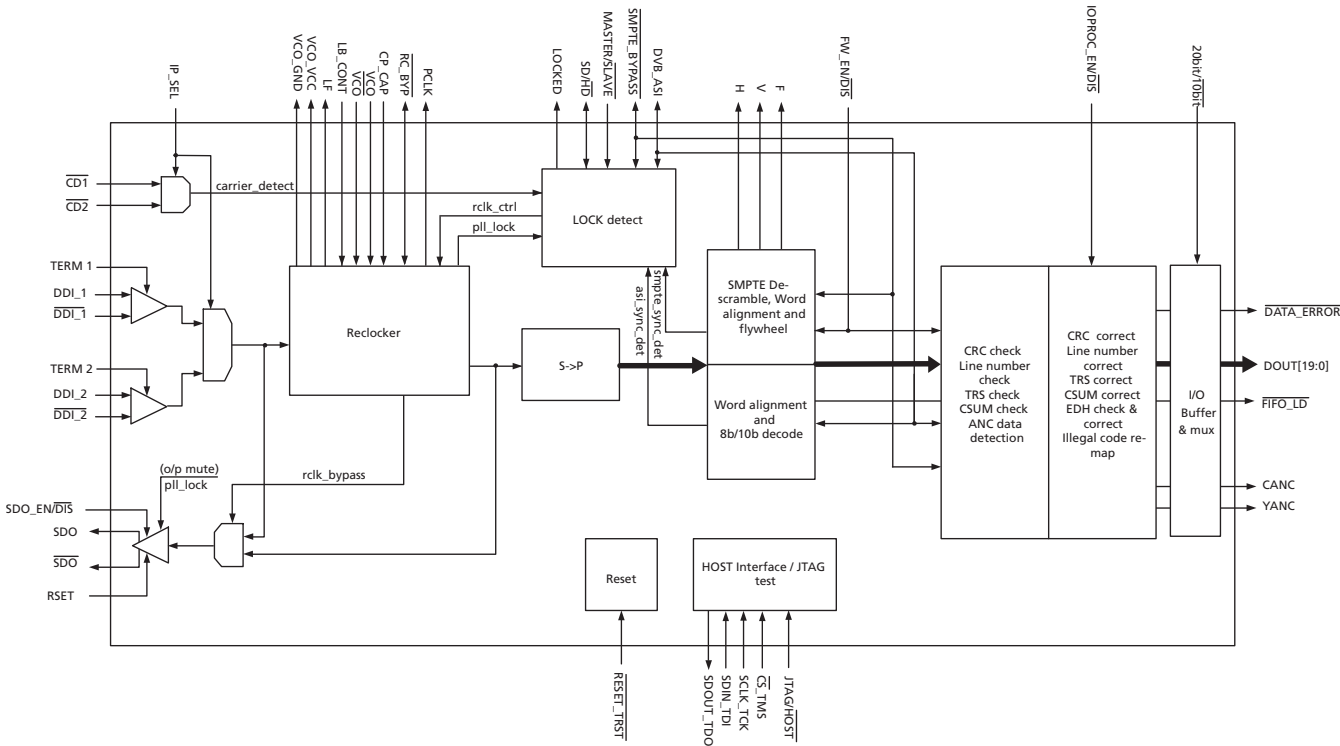 IP_SEL
VCO_GND
VCO_VCC
LF
LB_CONT
VCO
VCO
CP_CAP
RC_BYP
PCLK
LOCKED
SD/HD
MASTER/SLAVE
SMPTE_BYPASS
DVB_ASI
H
V
F
FW_EN/DIS
IOPROC_EN/DIS
20bit/10bit
CD1
CD2
carrier_detect
rclk_ctrl
pll_lock
LOCK detect
TERM 1
DDI_1
DDI_1
TERM 2
DDI_2
DDI_2
Reclocker
S->P
asi_sync_det
smpte_sync_det
SMPTE De-
scramble, Word
alignment and
flywheel
Word alignment
and
8b/10b decode
CRC check
Line number
check
TRS check
CSUM check
ANC data
detection
CRC correct
Line number
correct
TRS correct
CSUM correct
EDH check &
correct
Illegal code re-
map
I/O
Buffer
& mux
DATA_ERROR
DOUT[19:0]
FIFO_LD
CANC
YANC
rclk_bypass
(o/p mute)
pll_lock
SDO_EN/DIS
SDO
SDO
RSET
Reset
HOST Interface / JTAG
test
RESET_TRST
SDOUT_TDO
SDIN_TDI
SCLK_TCK
CS_TMS
JTAG/HOST